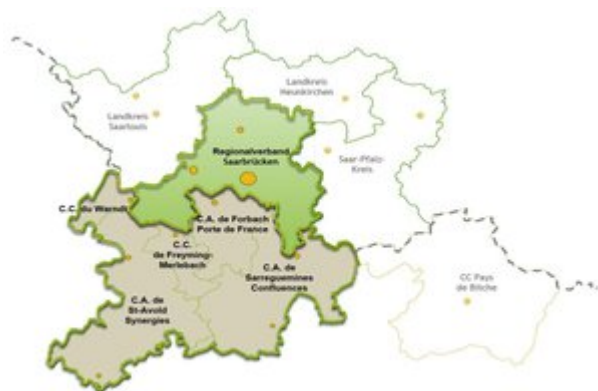 Landkreis
Neunkirchen
Landkreis
Saarlouis
Regionalverband
Saarbrücken
Saar-Pfalz-
Kreis
C.C. du Warndt
C.A. de Forbach
Porte de France
C.C.
de Freyming-
Merlebach
C.A. de
Sarreguemines
Confluences
CC Pays
de Bitche
C.A. de
St-Avold
Synergies